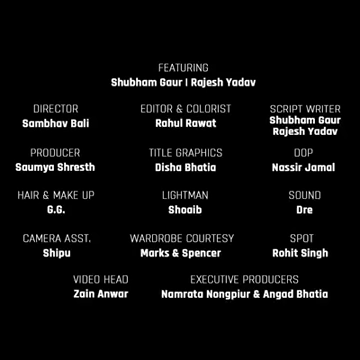 FEATURING
Shubham Gaur | Rajesh Yadav
DIRECTOR
Sambhav Bali
EDITOR & COLORIST
Rahul Rawat
SCRIPT WRITER
Shubham Gaur
Rajesh Yadav
PRODUCER
Saumya Shresth
TITLE GRAPHICS
Disha Bhatia
DOP
Nassir Jamal
HAIR & MAKE UP
G.G.
LIGHTMAN
Shoaib
SOUND
Dre
CAMERA ASST.
Shipu
WARDROBE COURTESY
Marks & Spencer
SPOT
Rohit Singh
VIDEO HEAD
Zain Anwar
EXECUTIVE PRODUCERS
Namrata Nongpiur & Angad Bhatia